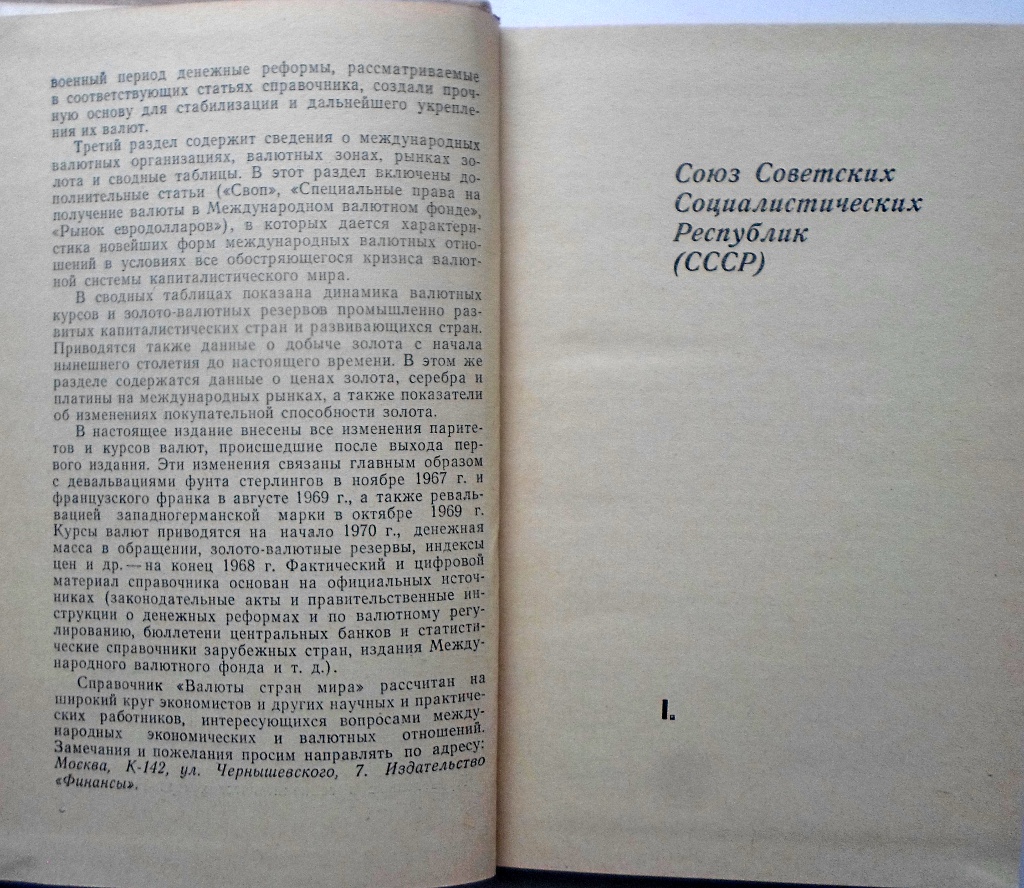 военный период денежные реформы, рассматриваемые
в соответствующих статьях справочника, создали проч-
ную основу для стабилизации и дальнейшего укрепле-
ния их валют.
Третий раздел содержит сведения о международных
валютных организациях, валютных зонах, рынках зо-
лота и сводные таблицы. В этот раздел включены до-
полнительные статьи («Своп», «Специальные права на
получение валюты в Международном валютном фонде»,
«Рынок евродолларов»), в которых дается характери-
стика новейших форм международных валютных отно-
шений в условиях все обостряющегося кризиса валют-
ной системы капиталистического мира.
В сводных таблицах показана динамика валютных
курсов и золото-валютных резервов промышленно раз-
витых капиталистических стран и развивающихся стран.
Приводятся также данные о добыче золота с начала
нынешнего столетия до настоящего времени. В этом же
разделе содержатся данные о ценах золота, серебра и
платины на международных рынках, а также показатели
об изменениях покупательной способности золота.
В настоящее издание внесены все изменения парите-
тов и курсов валют, происшедшие после выхода пер-
вого издания. Эти изменения связаны главным образом
с девальвациями фунта стерлингов в ноябре 1967 г. и
французского франка в августе 1969 г., а также реваль-
вацией западногерманской марки в октябре 1969 г.
Курсы валют приводятся на начало 1970 г., денежная
масса в обращении, золото-валютные резервы, индексы
цен и др. — на конец 1968 г. Фактический и цифровой
материал справочника основан на официальных источ-
никах (законодательные акты и правительственные ин-
струкции о денежных реформах и по валютному регу-
лированию, бюллетени центральных банков и статисти-
ческие справочники зарубежных стран, издания Между-
народного валютного фонда и т. д.).
Справочник «Валюты стран мира» рассчитан на
широкий круг экономистов и других научных и практиче-
ских работников, интересующихся вопросами между-
народных экономических и валютных отношений.
Замечания и пожелания просим направлять по адресу:
Москва, К-142, ул. Чернышевского, 7. Издательство
«Финансы».
Союз Советских
Социалистических
Республик
(СССР)
I.